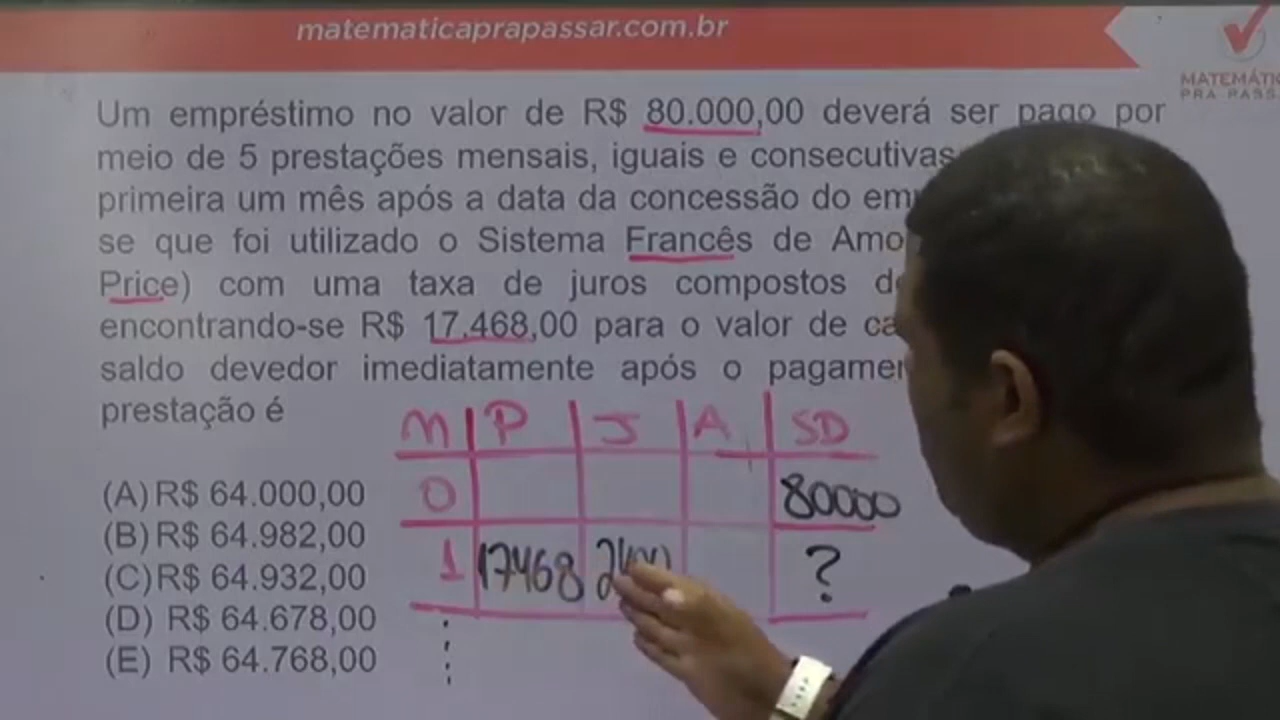 matematicaprapassar.com.br
MATEMÁTIC
PRA PASSA
Um empréstimo no valor de R$ 80.000,00 deverá ser pago por
meio de 5 prestações mensais, iguais e consecutivas
primeira um mês após a data da concessão do
se que foi utilizado o Sistema Francês de
Price) com uma taxa de juros compostos
encontrando-se R$ 17.468,00 para o valor de
saldo devedor imediatamente após o
prestação é
M P J A SD
0 80000
1 17468 2400 ?
(A) R$ 64.000,00
(B) R$ 64.982,00
(C) R$ 64.932,00
(D) R$ 64.678,00
(E) R$ 64.768,00